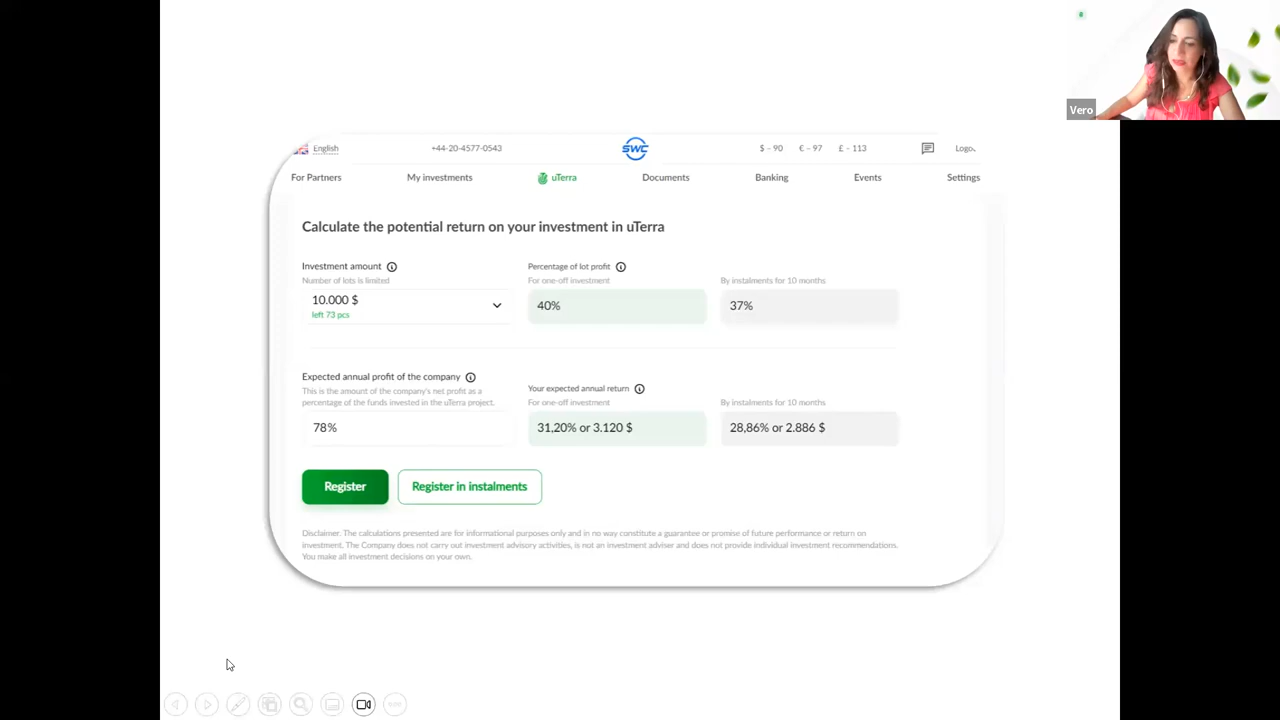 Vero
English
+44-20-4577-0543
SWC
$ - 90 € - 97 £ - 113
For Partners My investments uTerra Documents Banking Events Settings
Calculate the potential return on your investment in uTerra
Investment amount
Number of lots is limited
10.000 $
left 73 pcs
Percentage of lot profit
For one-off investment
40%
By instalments for 10 months
37%
Expected annual profit of the company
This is the amount of the company's net profit as a
percentage of the funds invested in the uTerra project.
78%
Your expected annual return
For one-off investment
31,20% or 3.120 $
By instalments for 10 months
28,86% or 2.886 $
Register
Register in instalments
Disclaimer. The calculations presented are for informational purposes only and in no way constitute a guarantee or promise of future performance or return on
investment. The Company does not carry out investment advisory activities, is not an investment adviser and does not provide individual investment recommendations.
You make all investment decisions on your own.